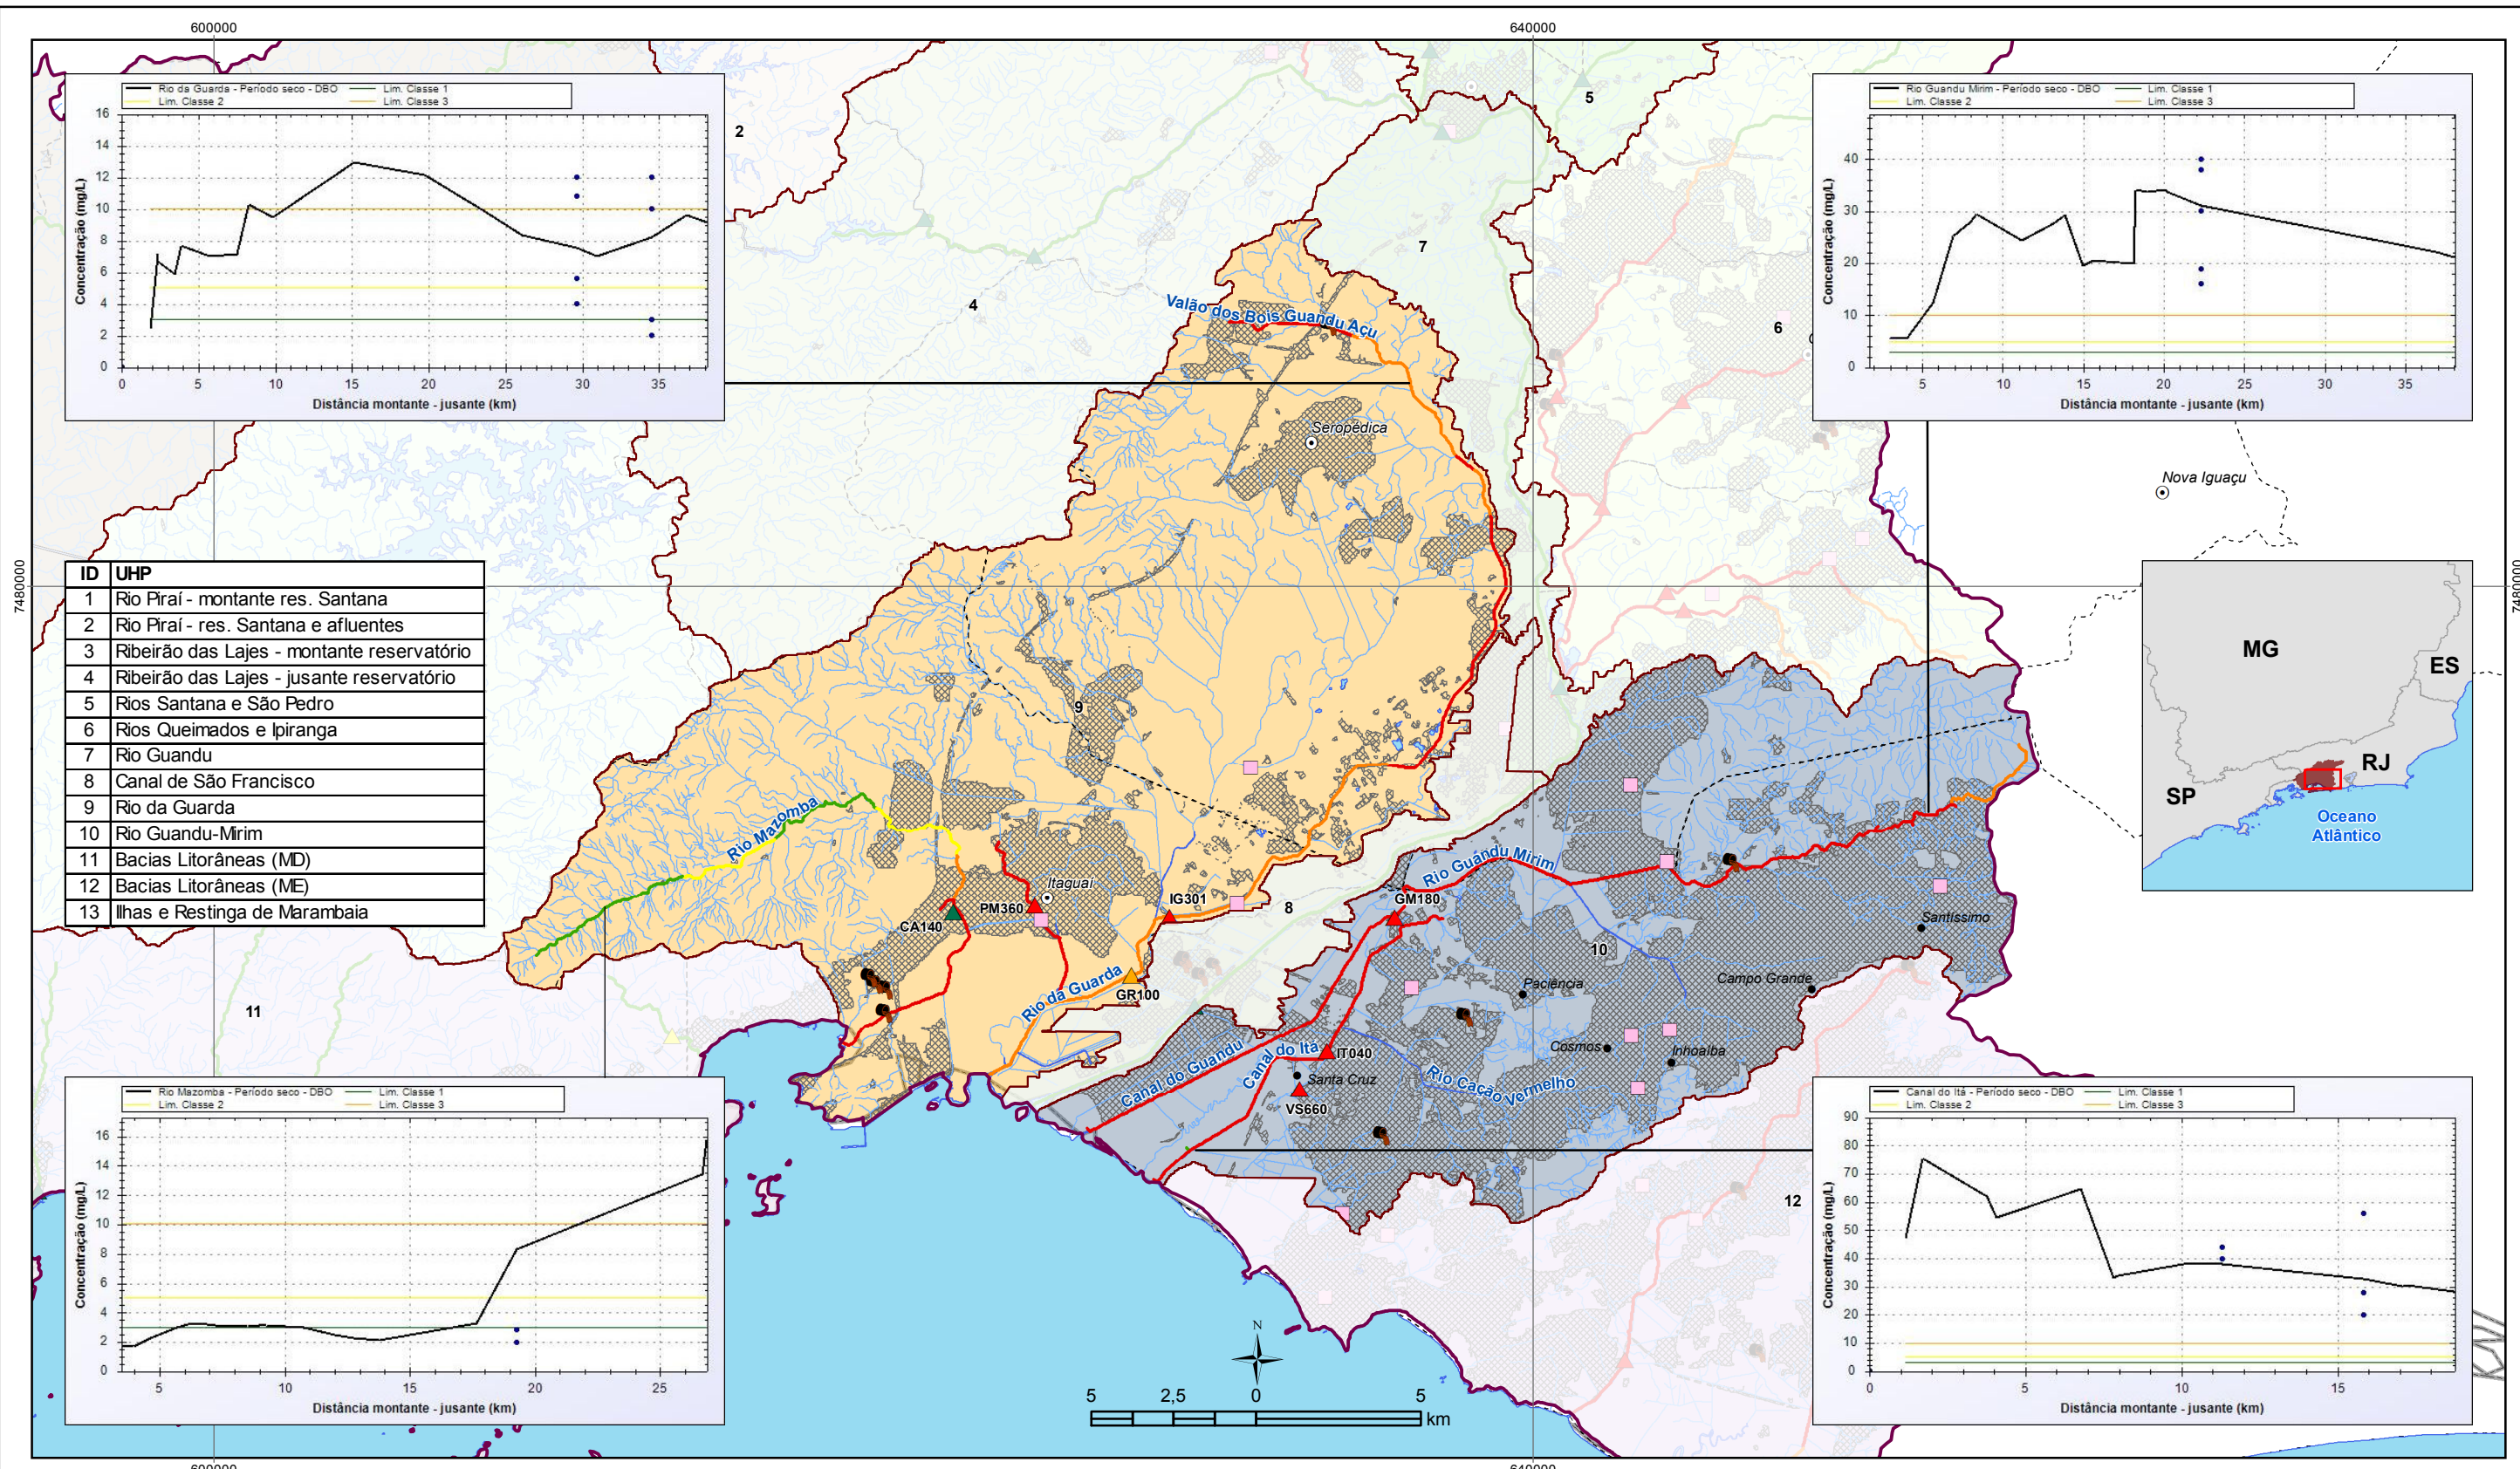 600000
640000
Rio da Guarda - Período seco - DBO
Lim. Classe 1
Lim. Classe 2
Lim. Classe 3
Concentração (mg/L)
16
14
12
10
8
6
4
2
0
0 5 10 15 20 25 30 35
Distância montante - jusante (km)
Rio Guandu Mirim - Período seco - DBO
Lim. Classe 1
Lim. Classe 2
Lim. Classe 3
Concentração (mg/L)
40
30
20
10
0
5 10 15 20 25 30 35
Distância montante - jusante (km)
2
5
7
4
6
Valão dos Bois Guandu Açu
Seropédica
Nova Iguaçu
7480000
7480000
ID UHP
1 Rio Piraí - montante res. Santana
2 Rio Piraí - res. Santana e afluentes
3 Ribeirão das Lajes - montante reservatório
4 Ribeirão das Lajes - jusante reservatório
5 Rios Santana e São Pedro
6 Rios Queimados e Ipiranga
7 Rio Guandu
8 Canal de São Francisco
9 Rio da Guarda
10 Rio Guandu-Mirim
11 Bacias Litorâneas (MD)
12 Bacias Litorâneas (ME)
13 Ilhas e Restinga de Marambaia
MG
ES
RJ
SP
Oceano
Atlântico
9
Rio Mazomba
Itaguaí
PM360
CA140
IG301
GR100
Rio da Guarda
8
Rio Guandu Mirim
GM180
10
Santíssimo
Campo Grande
Paciência
Cosmos
Inhoaíba
Canal do Guandu
Canal do Itá
IT040
Santa Cruz
VS660
Rio Cação Vermelho
11
12
Rio Mazomba - Período seco - DBO
Lim. Classe 1
Lim. Classe 2
Lim. Classe 3
Concentração (mg/L)
16
14
12
10
8
6
4
2
0
5 10 15 20 25
Distância montante - jusante (km)
Canal do Itá - Período seco - DBO
Lim. Classe 1
Lim. Classe 2
Lim. Classe 3
Concentração (mg/L)
90
80
70
60
50
40
30
20
10
0
0 5 10 15
Distância montante - jusante (km)
N
5 2,5 0 5
km
600000
640000